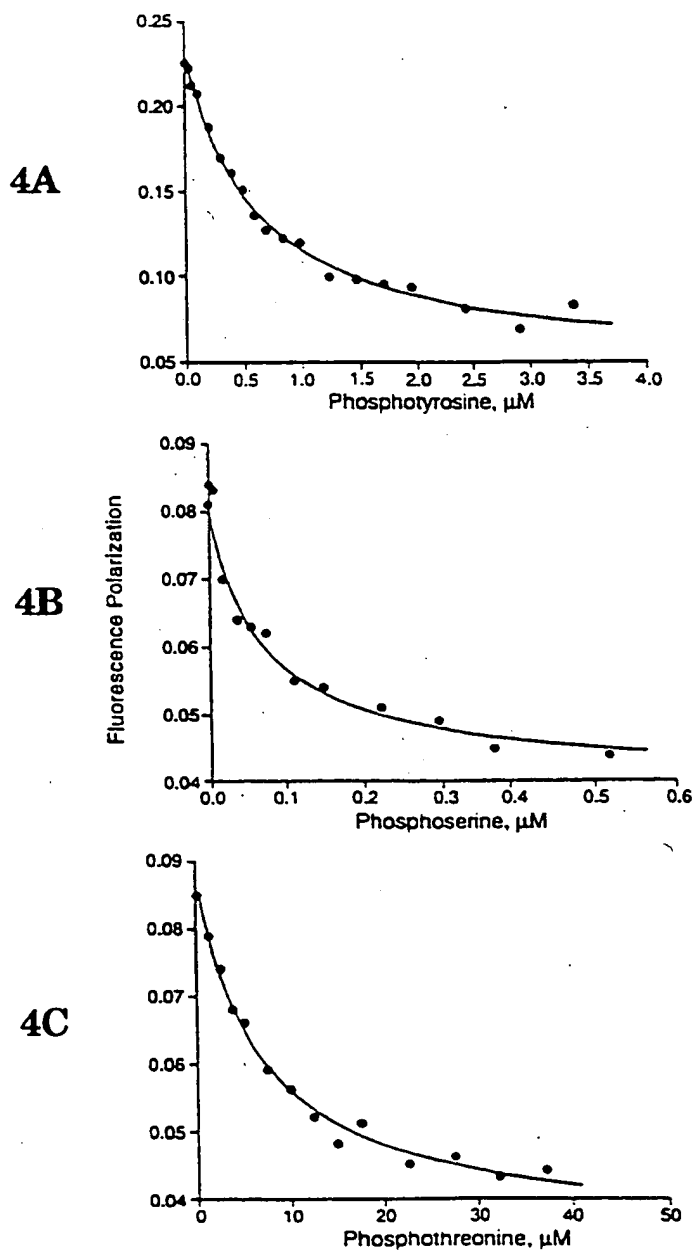 4A
0.25
0.20
0.15
0.10
0.05
0.0 0.5 1.0 1.5 2.0 2.5 3.0 3.5 4.0
Phosphotyrosine, µM
4B
Fluorescence Polarization
0.09
0.08
0.07
0.06
0.05
0.04
0.0 0.1 0.2 0.3 0.4 0.5 0.6
Phosphoserine, µM
4C
0.09
0.08
0.07
0.06
0.05
0.04
0 10 20 30 40 50
Phosphothreonine, µM